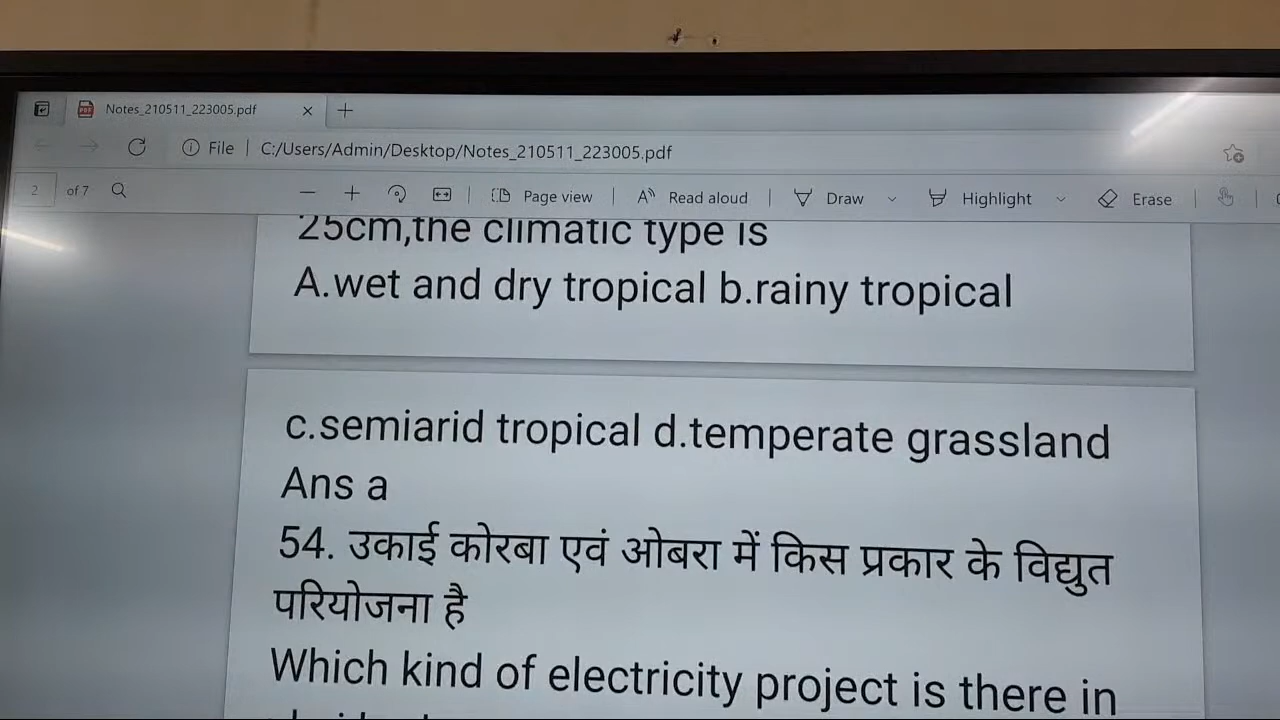 Notes_210511_223005.pdf
File | C:/Users/Admin/Desktop/Notes_210511_223005.pdf
2 of 7 Page view Read aloud Draw Highlight Erase
25cm,the climatic type is
A.wet and dry tropical b.rainy tropical
c.semiarid tropical d.temperate grassland
Ans a
54. उकाई कोरबा एवं ओबरा में किस प्रकार के विद्युत
परियोजना है
Which kind of electricity project is there in